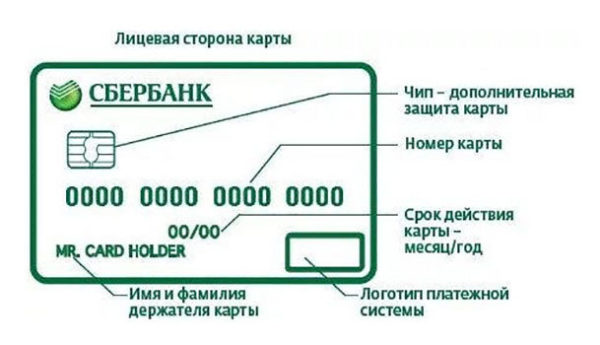 Лицевая сторона карты
СБЕРБАНК
Чип – дополнительная
защита карты
Номер карты
0000 0000 0000 0000
Срок действия
карты –
месяц/год
00/00
MR. CARD HOLDER
Имя и фамилия
держателя карты
Логотип платежной
системы